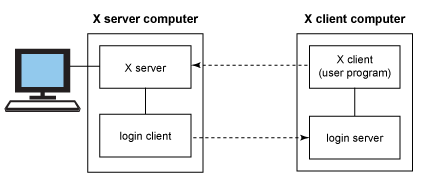 X server computer
X client computer
X server
X client
(user program)
login client
login server